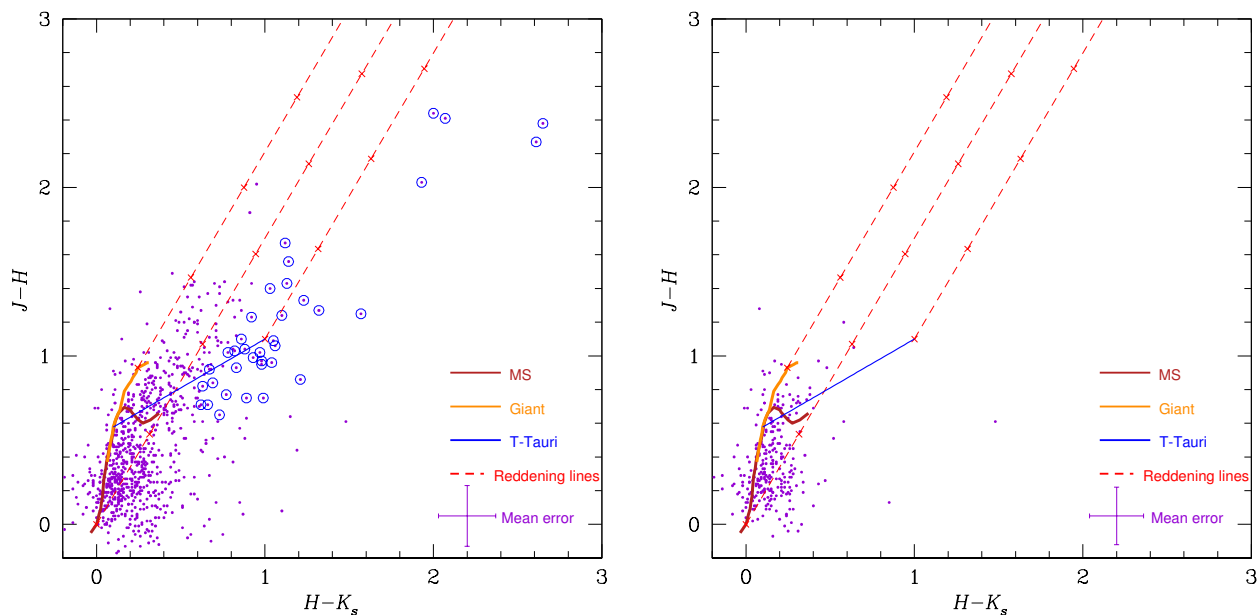 3
2
1
0
J−H
MS
Giant
T-Tauri
Reddening lines
Mean error
0 1 2 3
H−Ks
3
2
1
0
J−H
MS
Giant
T-Tauri
Reddening lines
Mean error
0 1 2 3
H−Ks